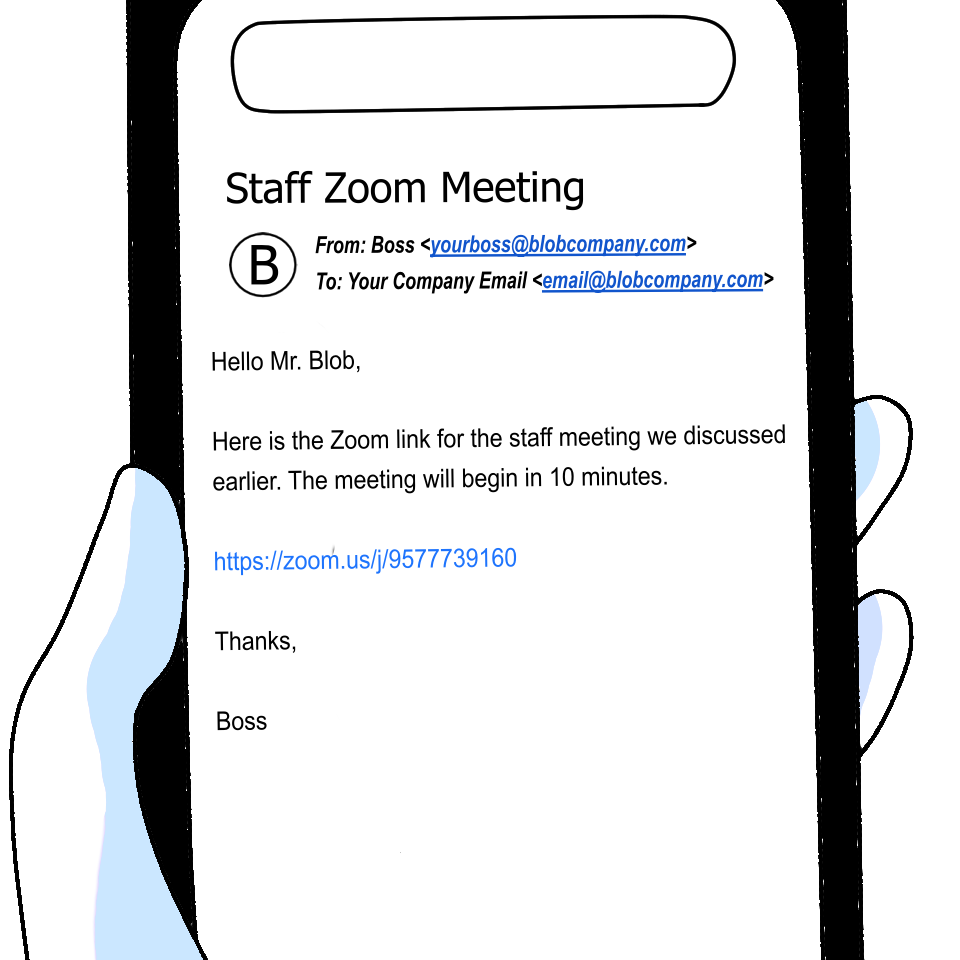 Staff Zoom Meeting
B
From: Boss <yourboss@blobcompany.com>
To: Your Company Email <email@blobcompany.com>
Hello Mr. Blob,
Here is the Zoom link for the staff meeting we discussed
earlier. The meeting will begin in 10 minutes.
https://zoom.us/j/9577739160
Thanks,
Boss